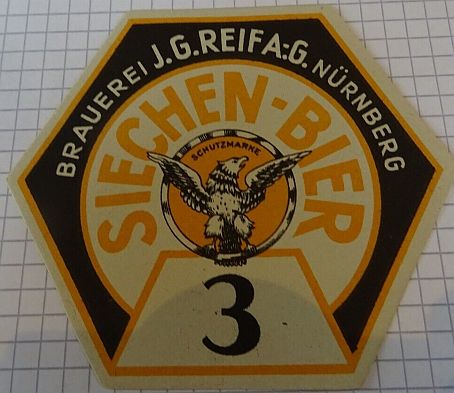 BRAUEREI J.G.REIF A.-G. NÜRNBERG
SIECHEN-BIER
SCHUTZMARKE
3